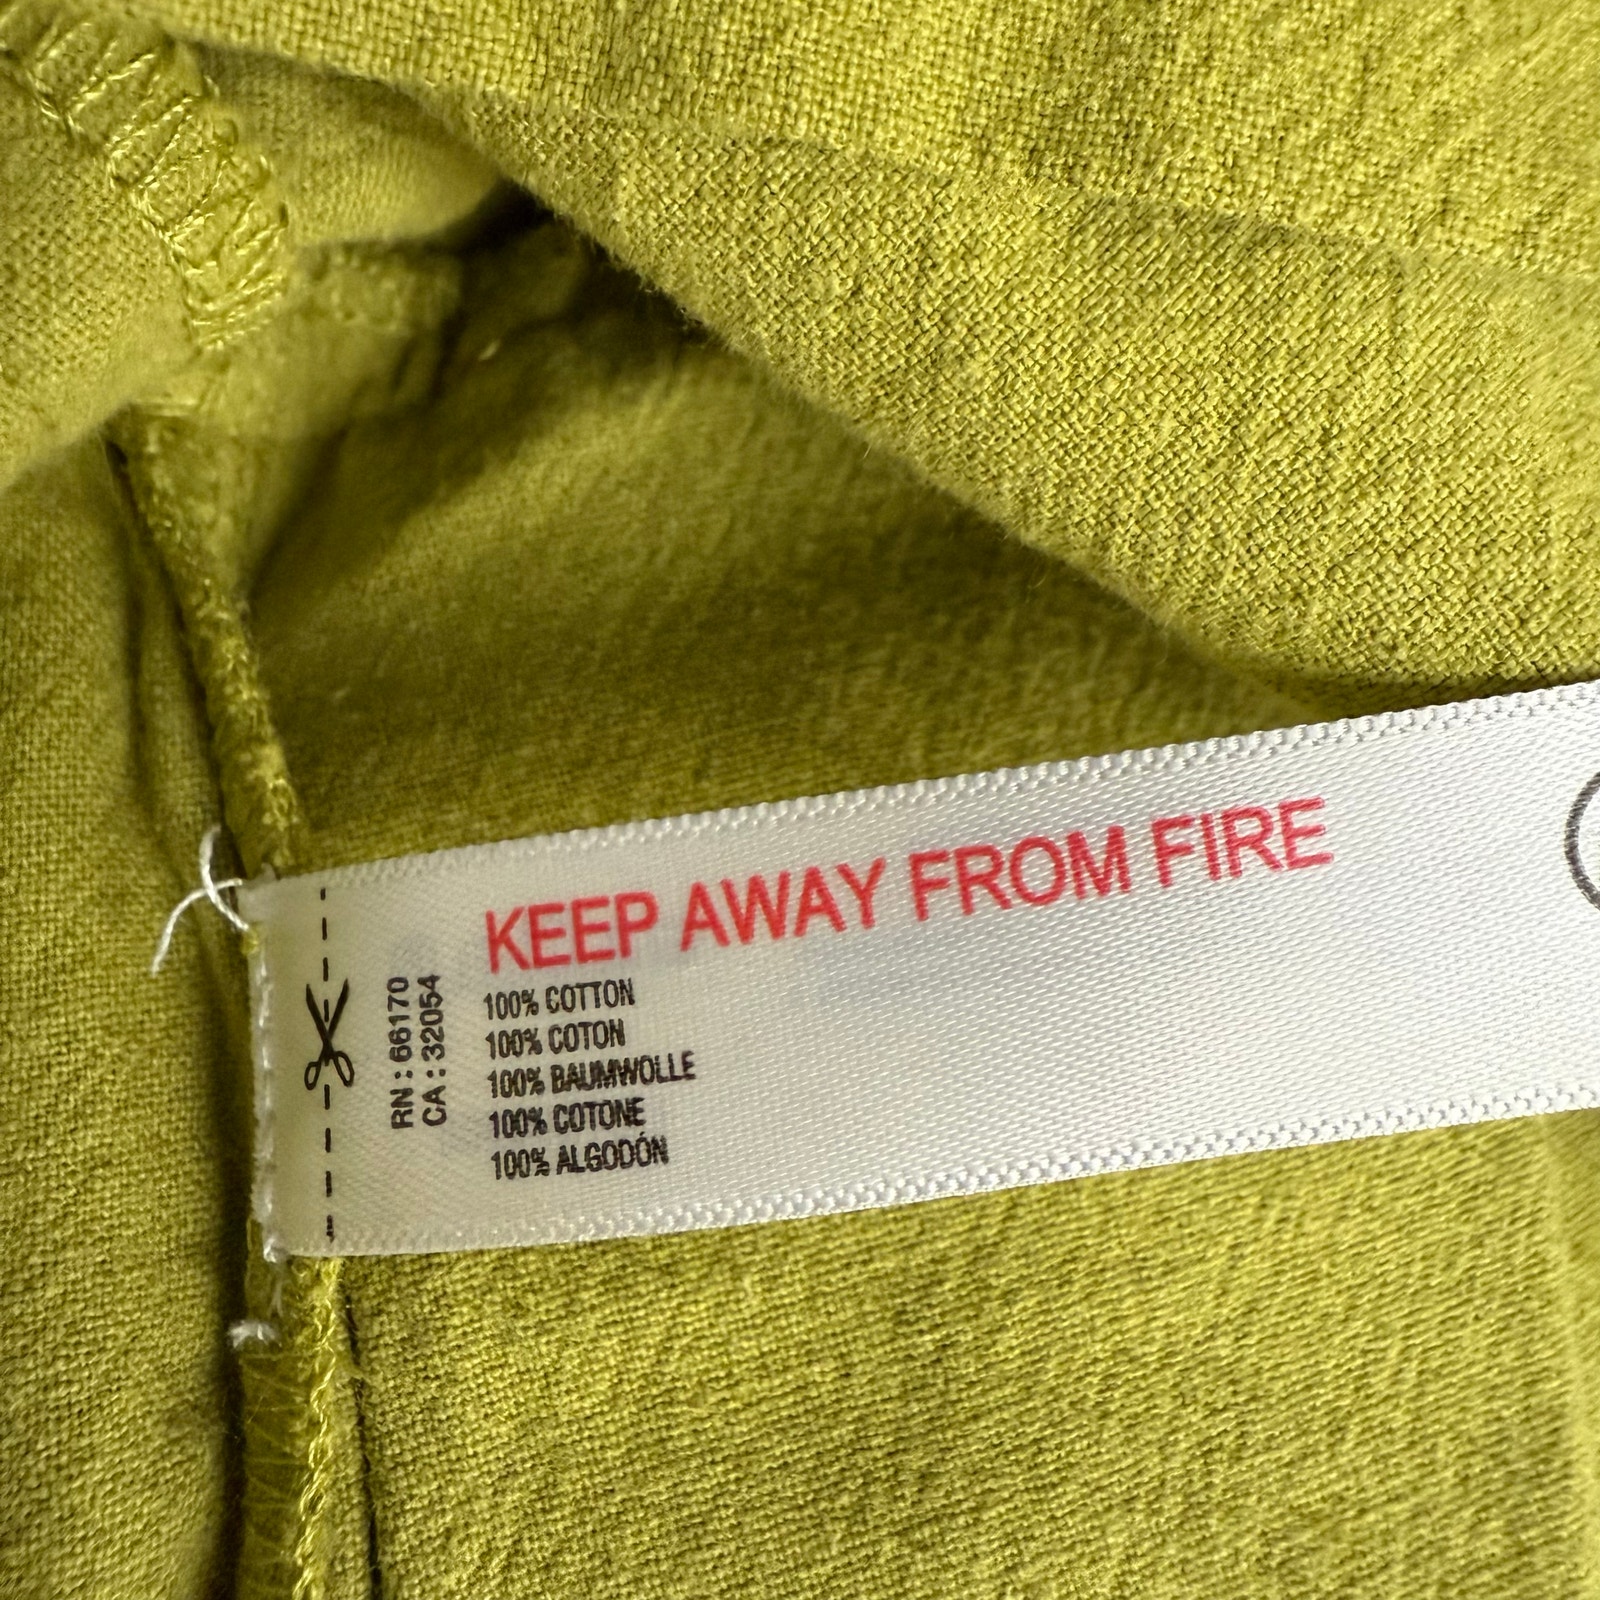 KEEP AWAY FROM FIRE
RN : 66170
CA : 32054
100% COTTON
100% COTON
100% BAUMWOLLE
100% COTONE
100% ALGODÓN